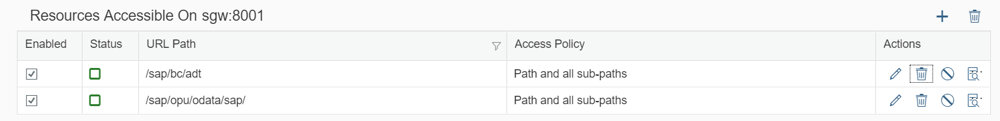 Resources Accessible On sgw:8001
Enabled Status URL Path Access Policy Actions
/sap/bc/adt Path and all sub-paths
/sap/opu/odata/sap/ Path and all sub-paths